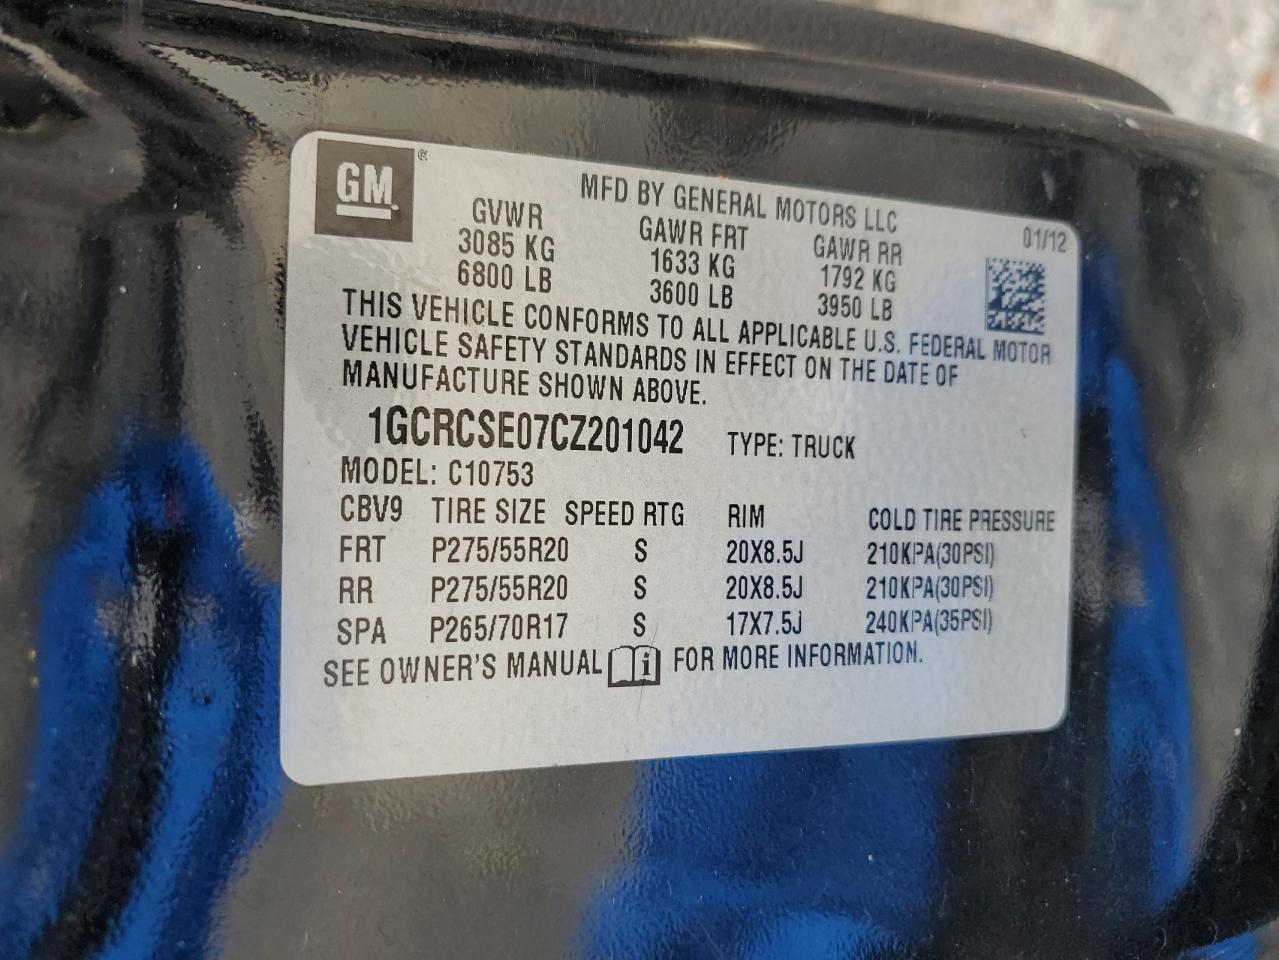 GM ®
MFD BY GENERAL MOTORS LLC
01/12
GVWR GAWR FRT GAWR RR
3085 KG 1633 KG 1792 KG
6800 LB 3600 LB 3950 LB
THIS VEHICLE CONFORMS TO ALL APPLICABLE U.S. FEDERAL MOTOR
VEHICLE SAFETY STANDARDS IN EFFECT ON THE DATE OF
MANUFACTURE SHOWN ABOVE.
1GCRCSE07CZ201042 TYPE: TRUCK
MODEL: C10753
CBV9 TIRE SIZE SPEED RTG RIM COLD TIRE PRESSURE
FRT P275/55R20 S 20X8.5J 210KPA(30PSI)
RR P275/55R20 S 20X8.5J 210KPA(30PSI)
SPA P265/70R17 S 17X7.5J 240KPA(35PSI)
SEE OWNER'S MANUAL i FOR MORE INFORMATION.